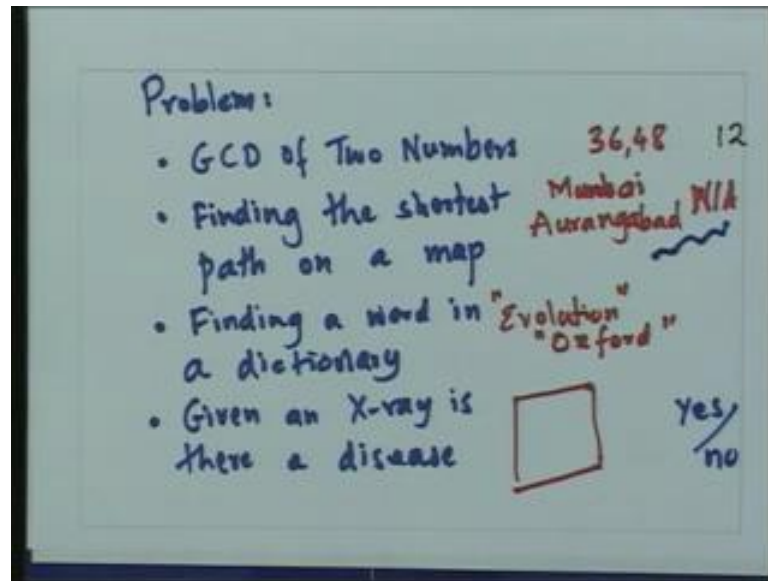 Problem:
• GCD of Two Numbers 36,48 12
• Finding the shortest Mumbai
path on a map Aurangabad
• Finding a word in "Evolution"
a dictionary "Oxford"
• Given an X-ray is yes/
there a disease no